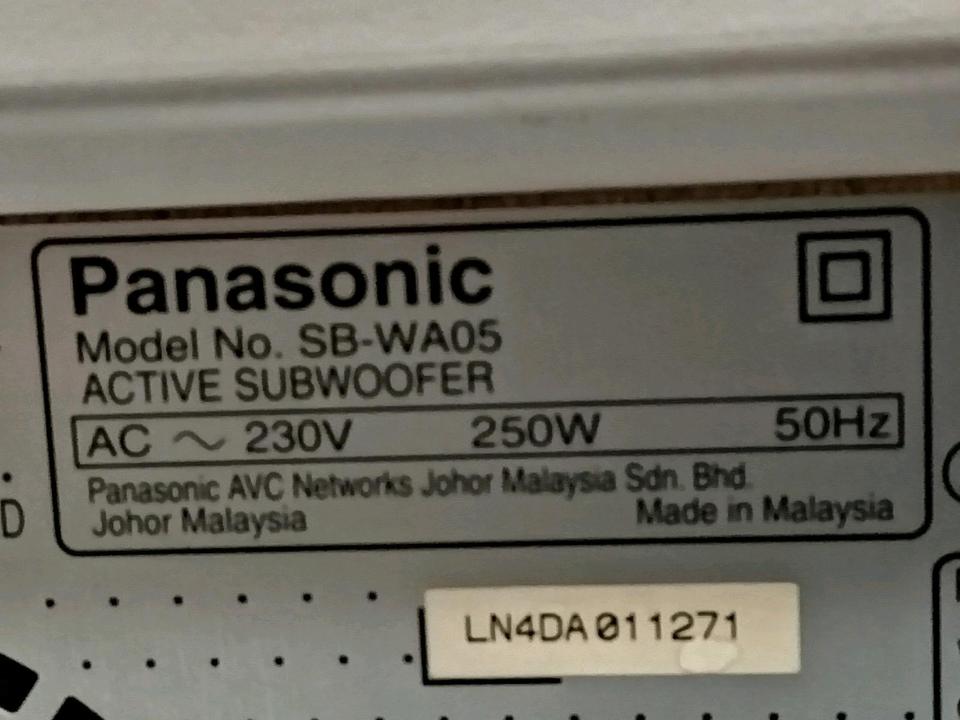 Panasonic
Model No. SB-WA05
ACTIVE SUBWOOFER
AC ~ 230V 250W 50Hz
Panasonic AVC Networks Johor Malaysia Sdn. Bhd.
Johor Malaysia Made in Malaysia
D
LN4DA011271